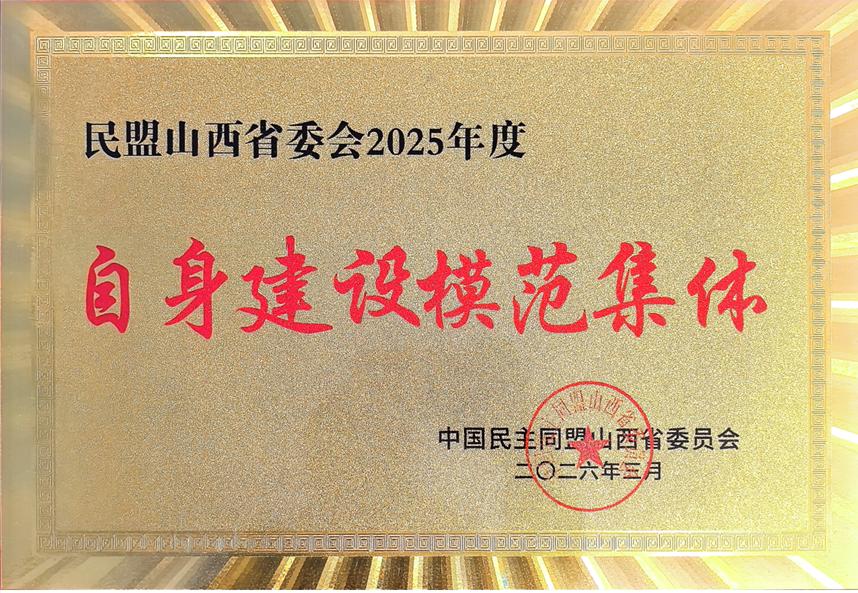 民盟山西省委会2025年度
自身建设模范集体
中国民主同盟山西省委员会
二〇二六年三月